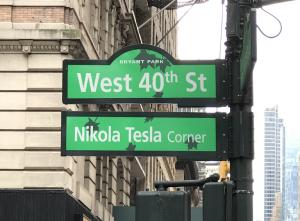 BRYANT PARK
West 40th St
Nikola Tesla Corner